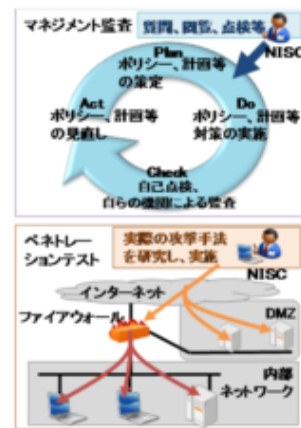 マネジメント監査
質問、閲覧、点検等
NISC
Plan
ポリシー、計画等
の策定
Act
ポリシー、計画等
の見直し
Do
ポリシー、計画等
対策の実施
Check
自己点検、
自らの機関による監査
ペネトレー
ションテスト
実際の攻撃手法
を研究し、実施
NISC
インターネット
ファイアウォール
DMZ
内部
ネットワーク